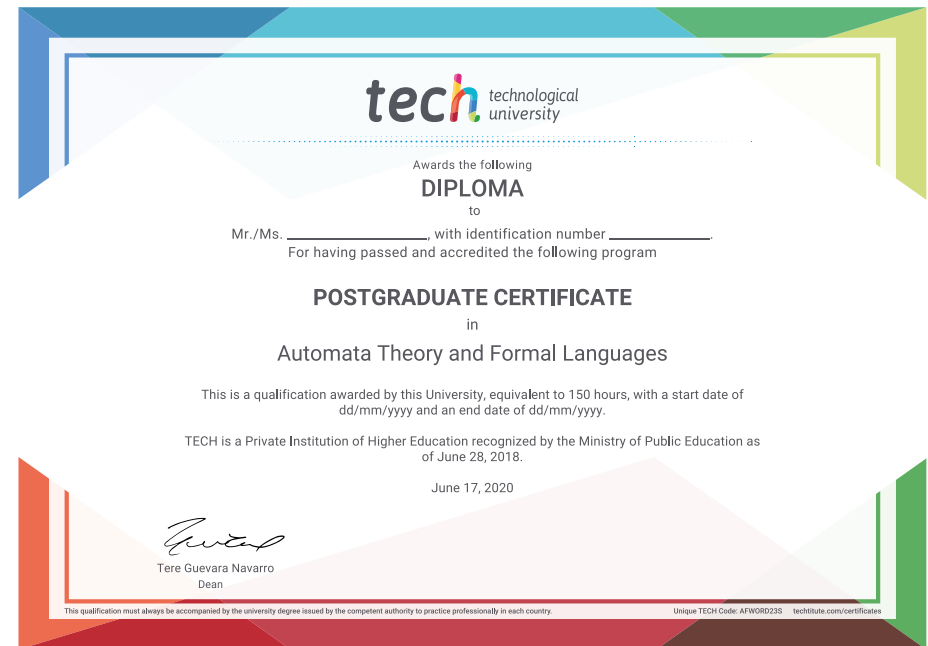 tech technological
university
Awards the following
DIPLOMA
to
Mr./Ms. ____________________, with identification number ______________.
For having passed and accredited the following program
POSTGRADUATE CERTIFICATE
in
Automata Theory and Formal Languages
This is a qualification awarded by this University, equivalent to 150 hours, with a start date of
dd/mm/yyyy and an end date of dd/mm/yyyy.
TECH is a Private Institution of Higher Education recognized by the Ministry of Public Education as
of June 28, 2018.
June 17, 2020
Tere Guevara Navarro
Dean
This qualification must always be accompanied by the university degree issued by the competent authority to practice professionally in each country.
Unique TECH Code: AFWORD23S techtitute.com/certificates